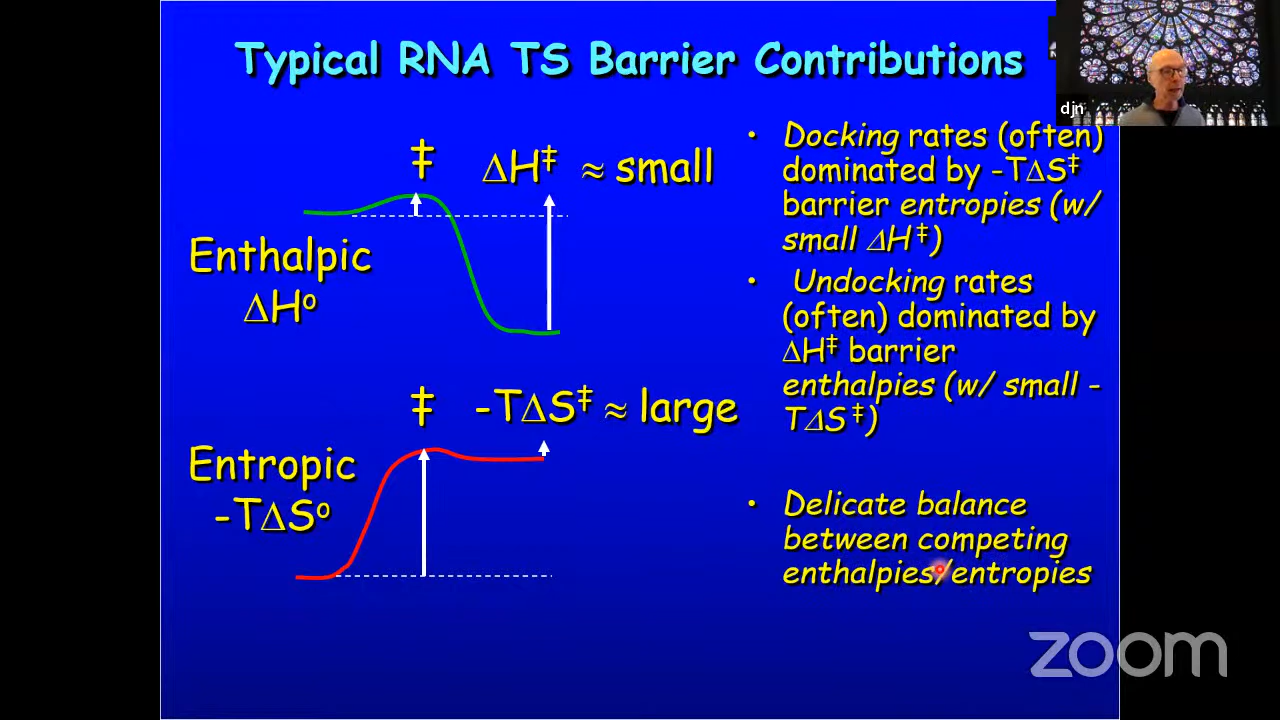 Typical RNA TS Barrier Contributions
djn
‡
ΔH‡ ≈ small
Enthalpic
ΔHᵒ
‡
-TΔS‡ ≈ large
Entropic
-TΔSᵒ
• Docking rates (often)
dominated by -TΔS‡
barrier entropies (w/
small ΔH‡)
• Undocking rates
(often) dominated by
ΔH‡ barrier
enthalpies (w/ small -
TΔS‡)
• Delicate balance
between competing
enthalpies/entropies
zoom